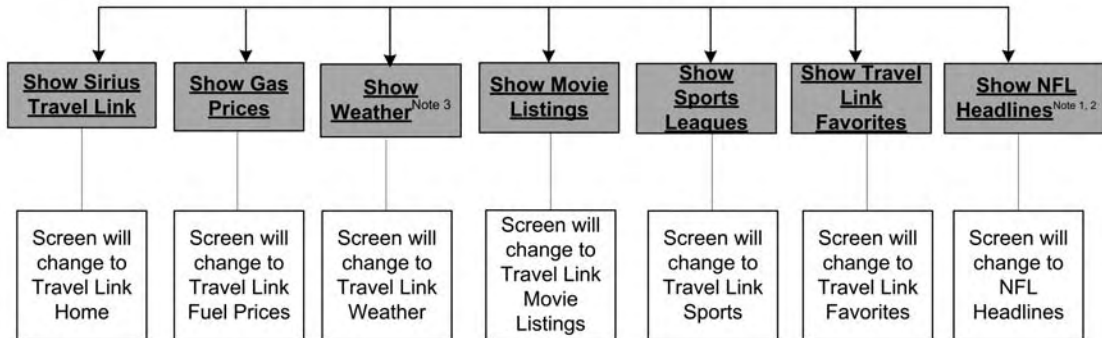 Show Sirius
Travel Link
Show Gas
Prices
Show
Weather Note 3
Show Movie
Listings
Show
Sports
Leaques
Show Travel
Link
Favorites
Show NFL
Headlines Note 1, 2
Screen will
change to
Travel Link
Home
Screen will
change to
Travel Link
Fuel Prices
Screen will
change to
Travel Link
Weather
Screen will
change to
Travel Link
Movie
Listings
Screen will
change to
Travel Link
Sports
Screen will
change to
Travel Link
Favorites
Screen will
change to
NFL
Headlines